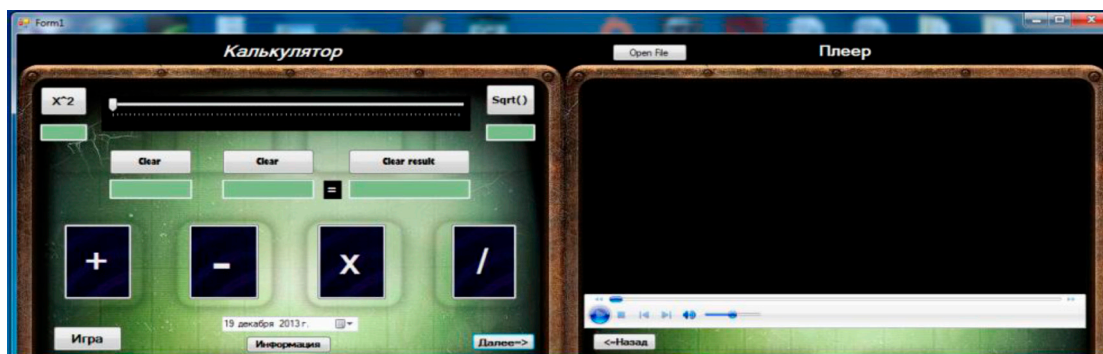 Form1
Калькулятор
Open File
Плеер
X^2
Sqrt()
Clear
Clear
Clear result
=
+
-
x
/
19 декабря 2013 г.
Игра
Информация
Далее=>
<=Назад